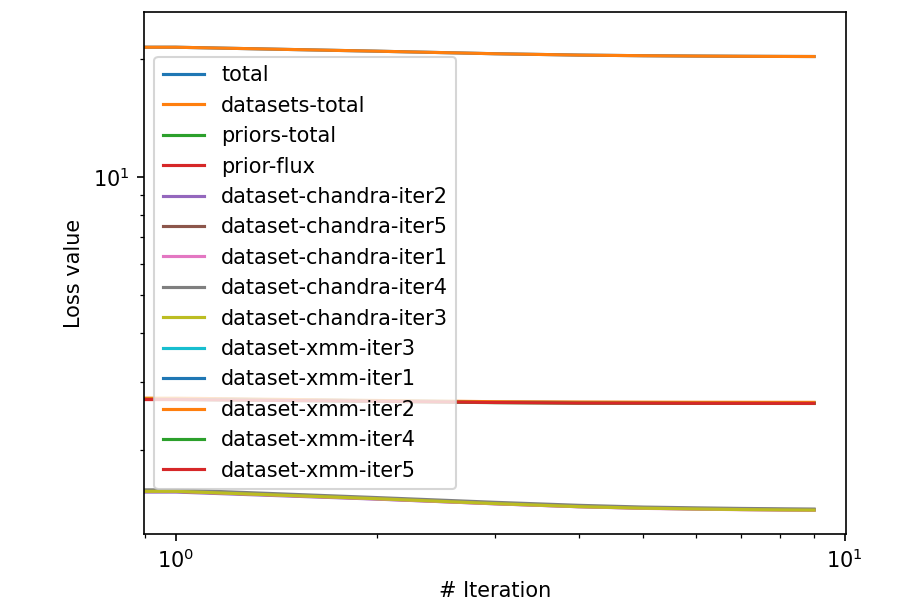 10¹
Loss value
total
datasets-total
priors-total
prior-flux
dataset-chandra-iter2
dataset-chandra-iter5
dataset-chandra-iter1
dataset-chandra-iter4
dataset-chandra-iter3
dataset-xmm-iter3
dataset-xmm-iter1
dataset-xmm-iter2
dataset-xmm-iter4
dataset-xmm-iter5
10⁰
10¹
# Iteration